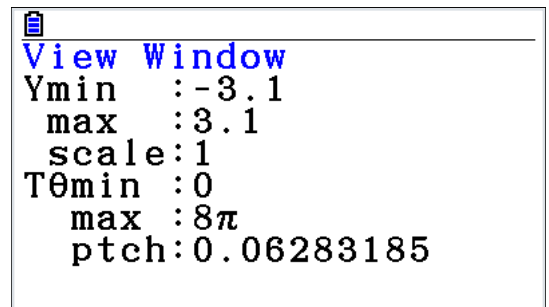 View Window
Ymin :-3.1
max :3.1
scale:1
Tθmin :0
max :8π
ptch:0.06283185